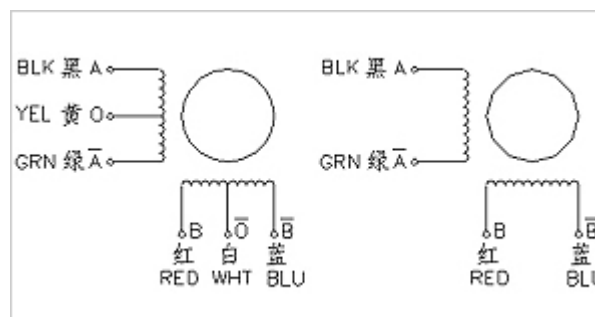 BLK 黑 A
YEL 黄 O
GRN 绿 A̅
B O̅ B̅
红 白 蓝
RED WHT BLU
BLK 黑 A
GRN 绿 A̅
B B̅
红 蓝
RED BLU